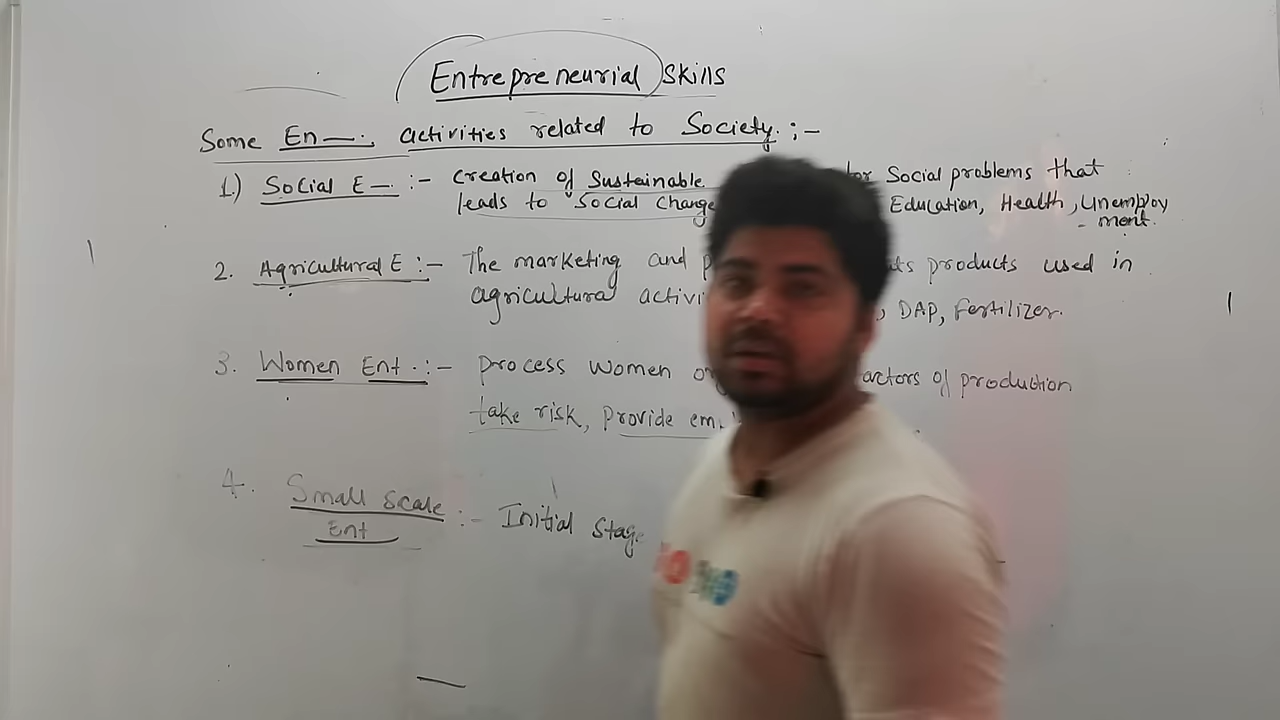 Entrepreneurial Skills
Some En—. activities related to Society. :-
1.) Social E— :- Creation of Sustainable Social problems that
leads to "Social Change Education, Health, Unemploy
- ment.
2. Agricultural E :- The marketing and products used in
agricultural DAP, Fertilizer.
3. Women Ent. :- Process women of production
take risk, provide
4. Small Scale
Ent :- Initial Stage